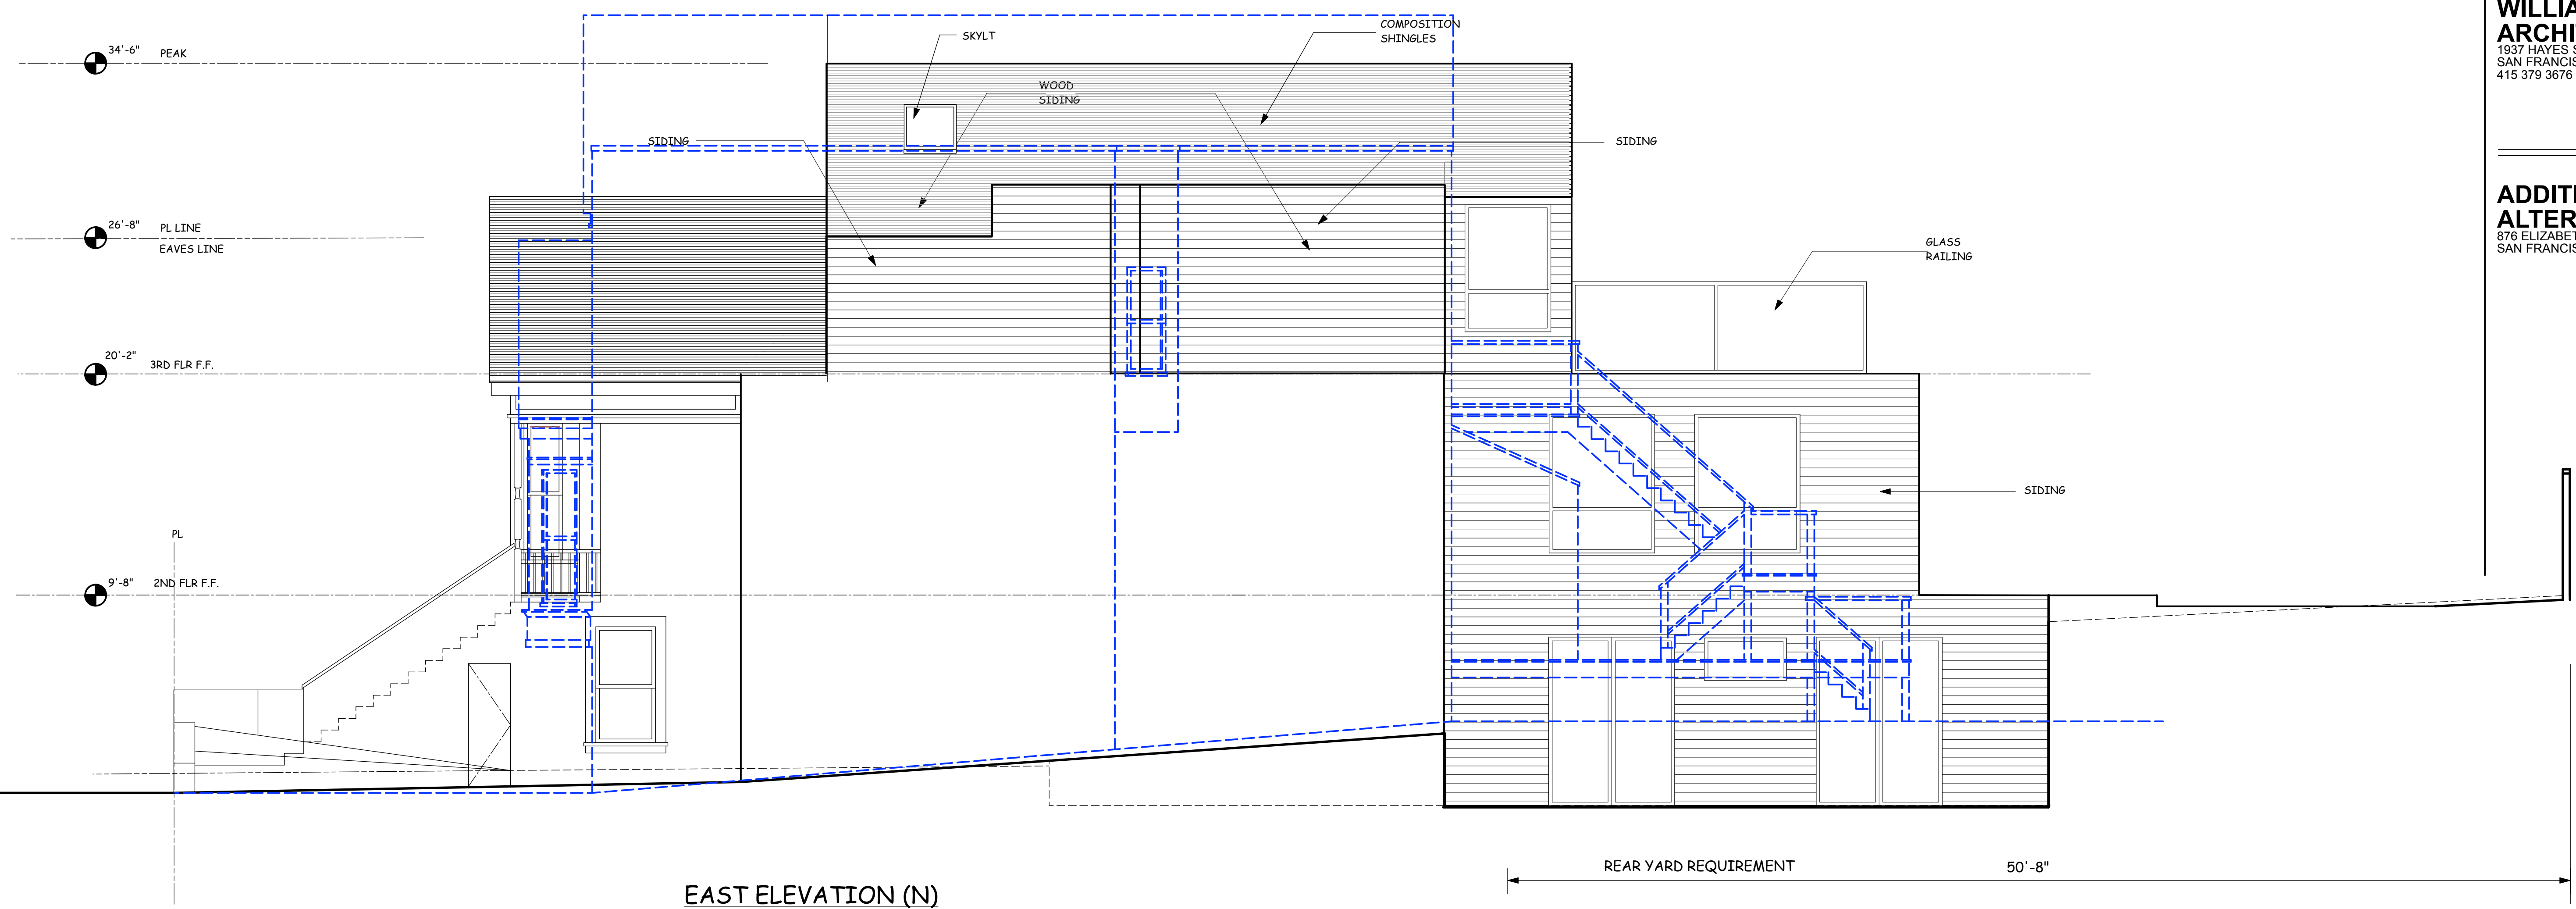 34'-6" PEAK
SKYLT
COMPOSITION
SHINGLES
WOOD
SIDING
SIDING
SIDING
26'-8" PL LINE
EAVES LINE
GLASS
RAILING
20'-2" 3RD FLR F.F.
SIDING
PL
9'-8" 2ND FLR F.F.
REAR YARD REQUIREMENT 50'-8"
EAST ELEVATION (N)
WILLIA
ARCHI
1937 HAYES S
SAN FRANCIS
415 379 3676
ADDITI
ALTER
876 ELIZABET
SAN FRANCIS